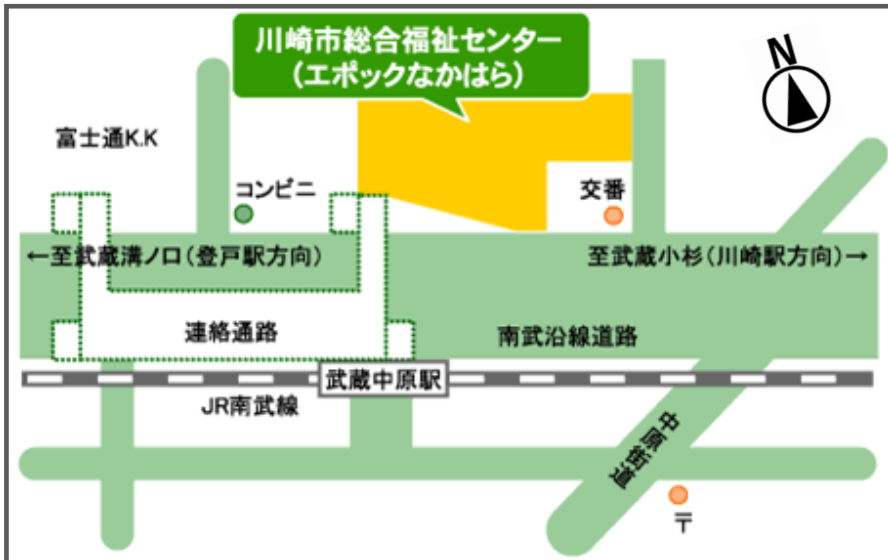 川崎市総合福祉センター
(エポックなかはら)
N
富士通K.K
コンビニ
交番
←至武蔵溝ノ口(登戸駅方向)
至武蔵小杉(川崎駅方向)→
連絡通路
南武沿線道路
武蔵中原駅
JR南武線
中原街道
〒